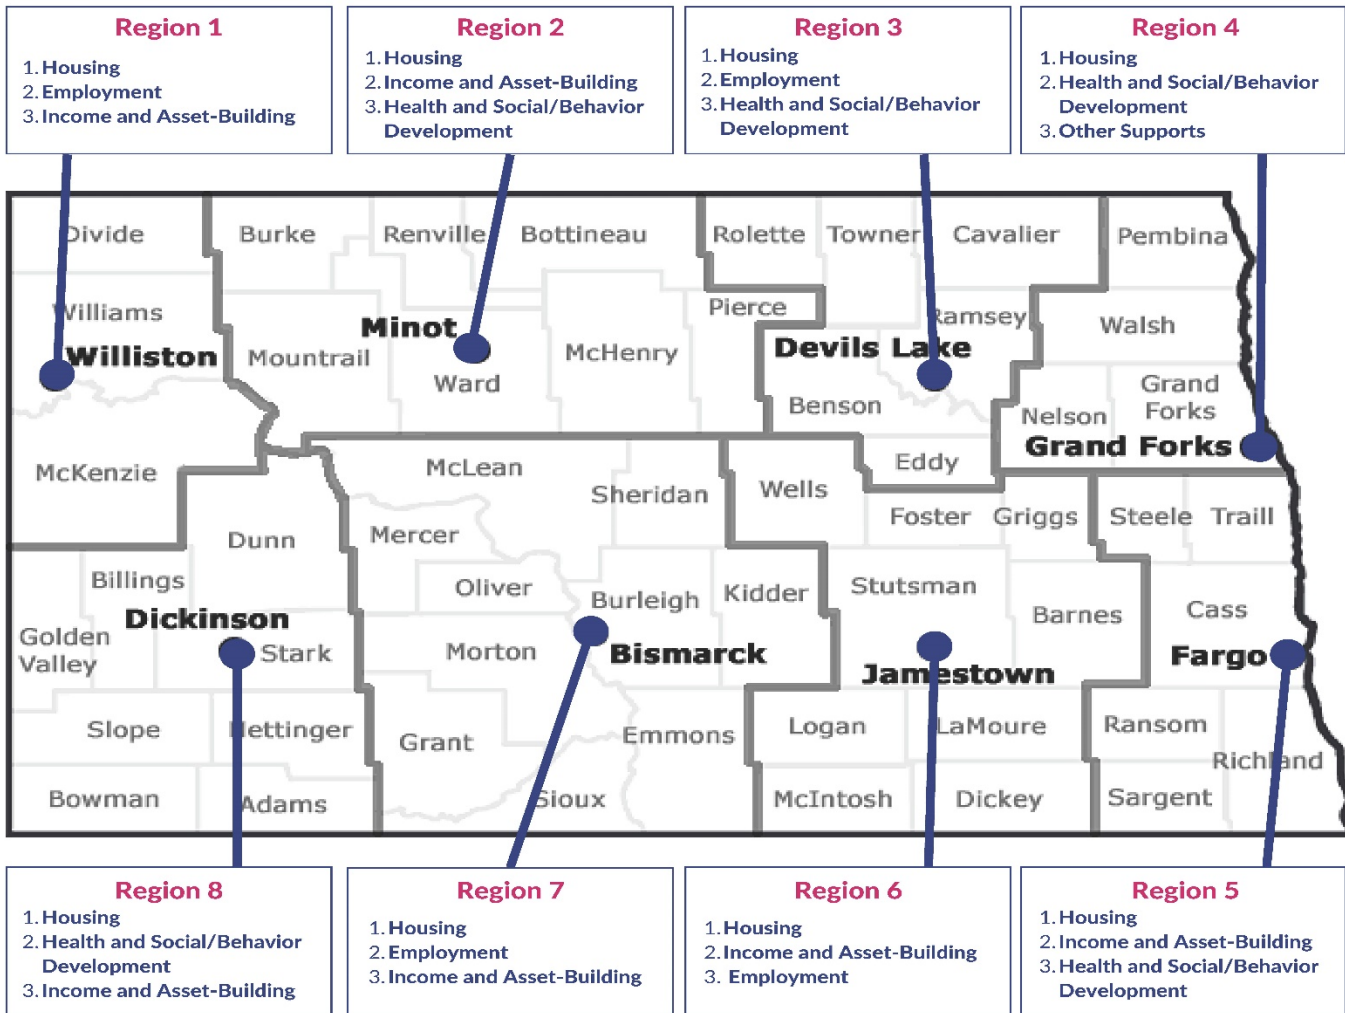 Region 1
1. Housing
2. Employment
3. Income and Asset-Building
Region 2
1. Housing
2. Income and Asset-Building
3. Health and Social/Behavior
Development
Region 3
1. Housing
2. Employment
3. Health and Social/Behavior
Development
Region 4
1. Housing
2. Health and Social/Behavior
Development
3. Other Supports
Divide
Burke
Renville
Bottineau
Rolette
Towner
Cavalier
Pembina
Williams
Pierce
Ramsey
Walsh
Minot
Williston
Mountrail
McHenry
Devils Lake
Ward
Benson
Grand
Forks
Nelson
Grand Forks
McKenzie
McLean
Eddy
Sheridan
Wells
Foster
Griggs
Steele
Traill
Dunn
Mercer
Billings
Oliver
Burleigh
Kidder
Stutsman
Barnes
Cass
Dickinson
Golden
Valley
Stark
Morton
Bismarck
Jamestown
Fargo
Slope
Hettinger
Grant
Emmons
Logan
LaMoure
Ransom
Richland
Bowman
Adams
Sioux
McIntosh
Dickey
Sargent
Region 8
1. Housing
2. Health and Social/Behavior
Development
3. Income and Asset-Building
Region 7
1. Housing
2. Employment
3. Income and Asset-Building
Region 6
1. Housing
2. Income and Asset-Building
3. Employment
Region 5
1. Housing
2. Income and Asset-Building
3. Health and Social/Behavior
Development